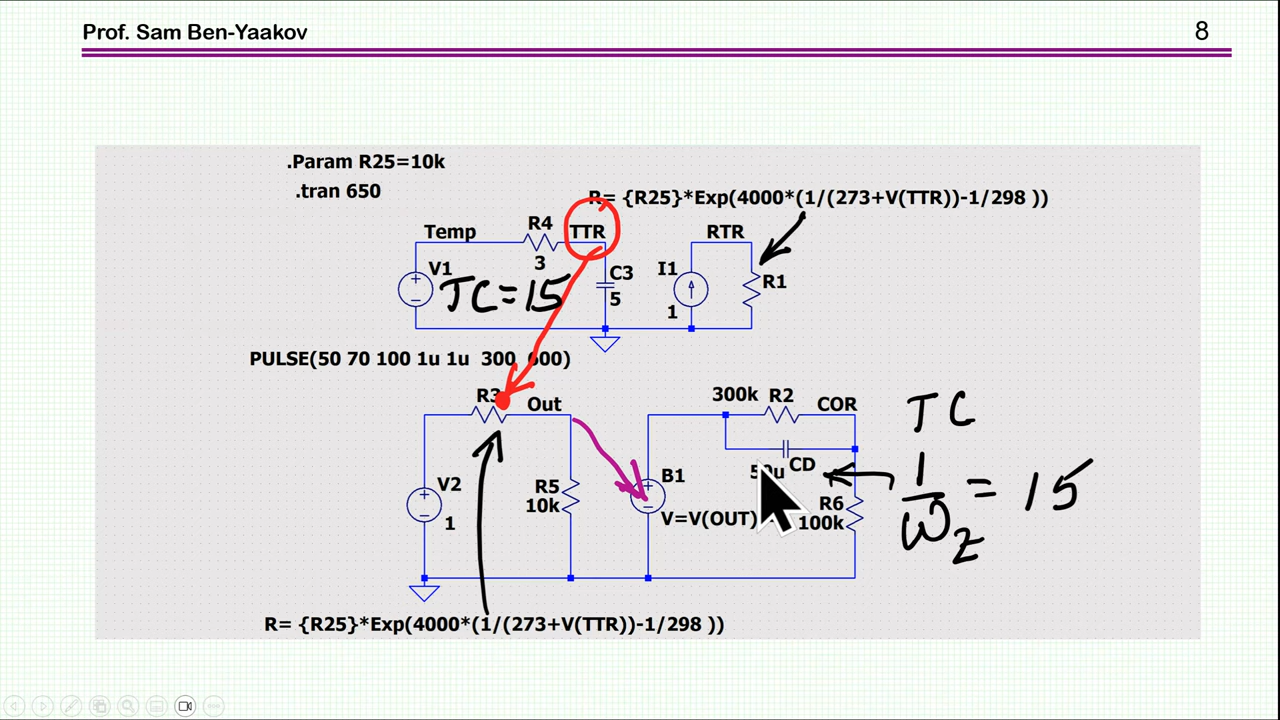 Prof. Sam Ben-Yaakov
8
.Param R25=10k
.tran 650
R= {R25}*Exp(4000*(1/(273+V(TTR))-1/298 ))
Temp
R4
TTR
RTR
3
V1
C3
I1
R1
TC=15
5
1
PULSE(50 70 100 1u 1u 300 600)
R3
Out
300k
R2
COR
TC
CD
V2
R5
B1
1/ωz = 15
1
10k
V=V(OUT)
R6
100k
R= {R25}*Exp(4000*(1/(273+V(TTR))-1/298 ))